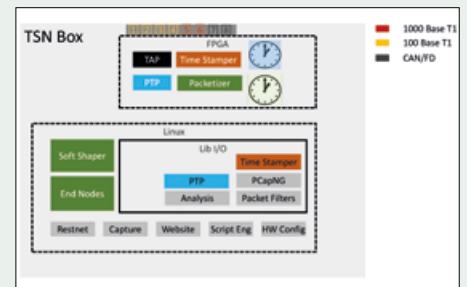 TSN Box
1000 Base T1
100 Base T1
CAN/FD
FPGA
TAP
Time Stamper
PTP
Packetizer
Linux
Lib I/O
Soft Shaper
Time Stamper
PTP
PCapNG
End Nodes
Analysis
Packet Filters
Restnet
Capture
Website
Script Eng
HW Config